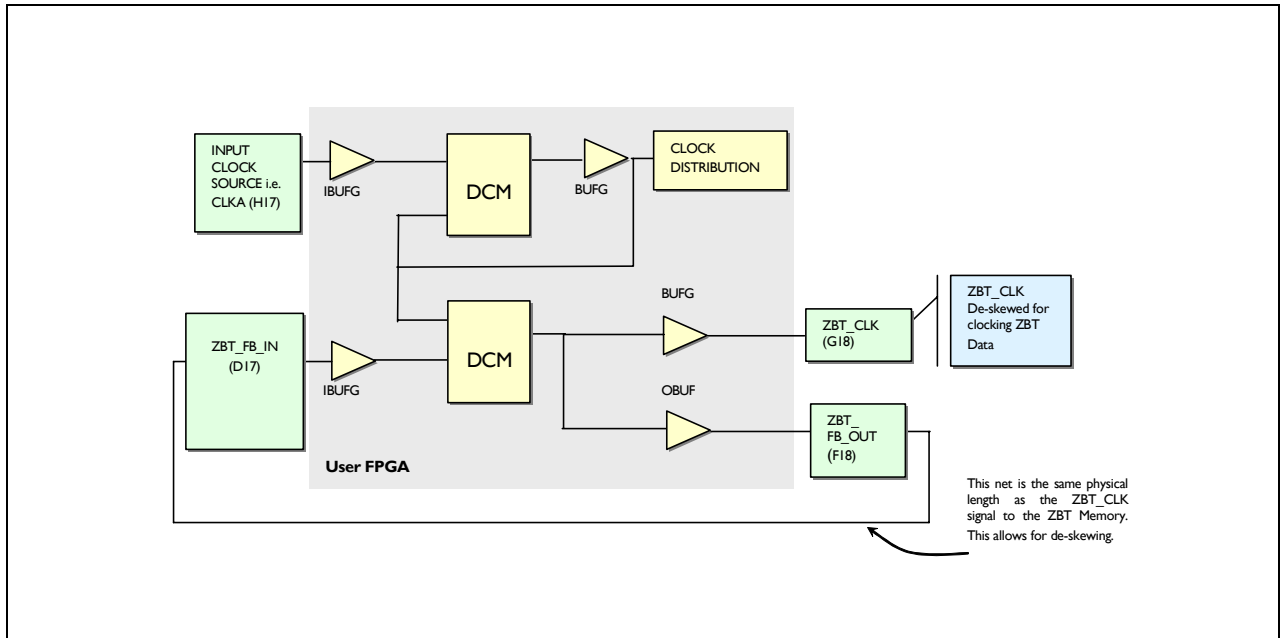 INPUT
CLOCK
SOURCE i.e.
CLKA (H17)
IBUFG
DCM
BUFG
CLOCK
DISTRIBUTION
ZBT_FB_IN
(D17)
IBUFG
DCM
BUFG
OBUF
ZBT_CLK
(G18)
ZBT_CLK
De-skewed for
clocking ZBT
Data
ZBT_
FB_OUT
(F18)
User FPGA
This net is the same physical
length as the ZBT_CLK
signal to the ZBT Memory.
This allows for de-skewing.